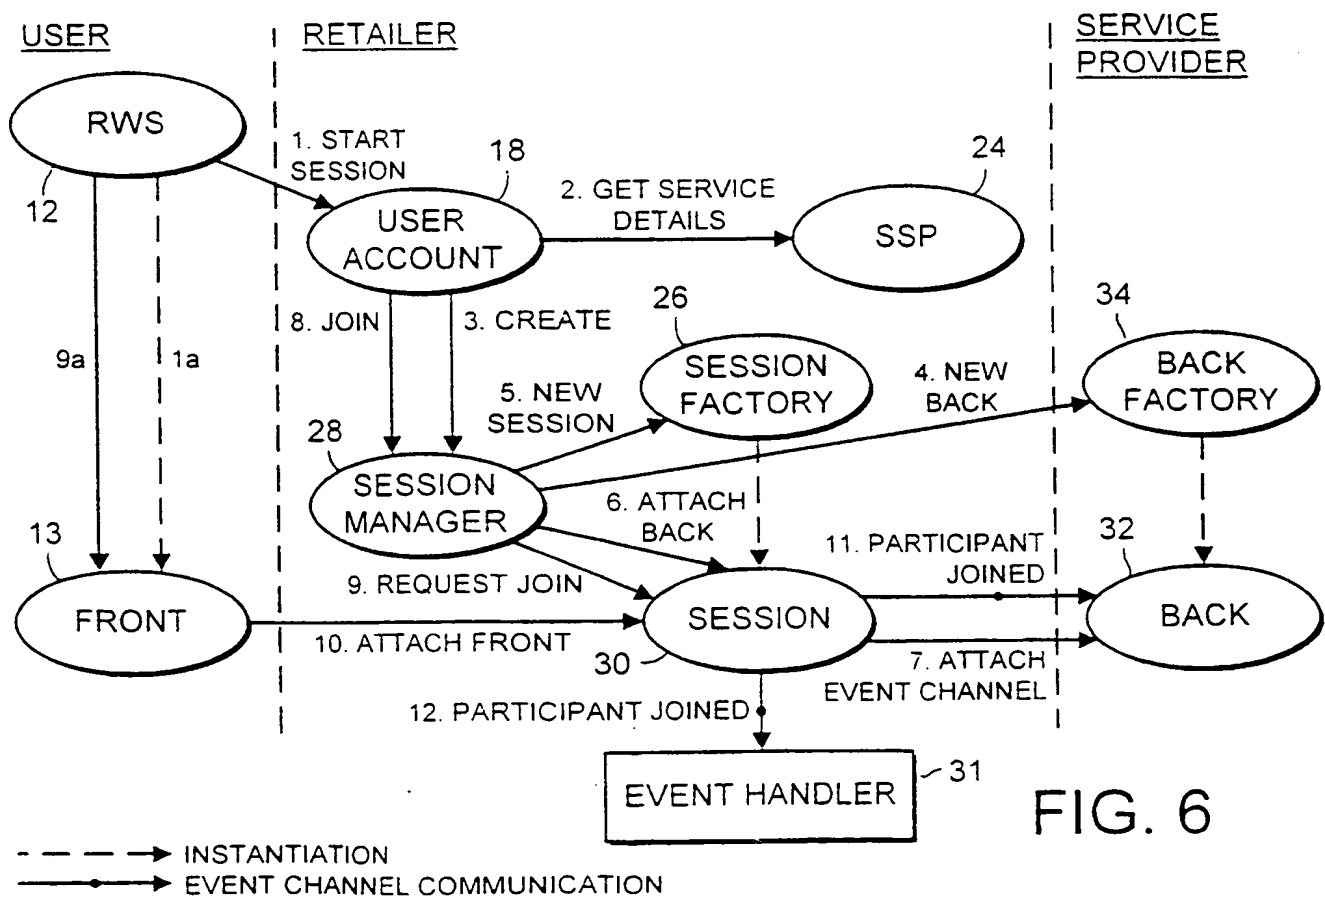 USER
RETAILER
SERVICE
PROVIDER
RWS
12
1. START
SESSION
18
USER
ACCOUNT
2. GET SERVICE
DETAILS
24
SSP
9a
1a
8. JOIN
3. CREATE
26
SESSION
FACTORY
34
BACK
FACTORY
4. NEW
BACK
5. NEW
SESSION
28
SESSION
MANAGER
6. ATTACH
BACK
13
FRONT
9. REQUEST JOIN
11. PARTICIPANT
JOINED
32
BACK
SESSION
30
10. ATTACH FRONT
7. ATTACH
EVENT CHANNEL
12. PARTICIPANT JOINED
EVENT HANDLER
31
FIG. 6
INSTANTIATION
EVENT CHANNEL COMMUNICATION